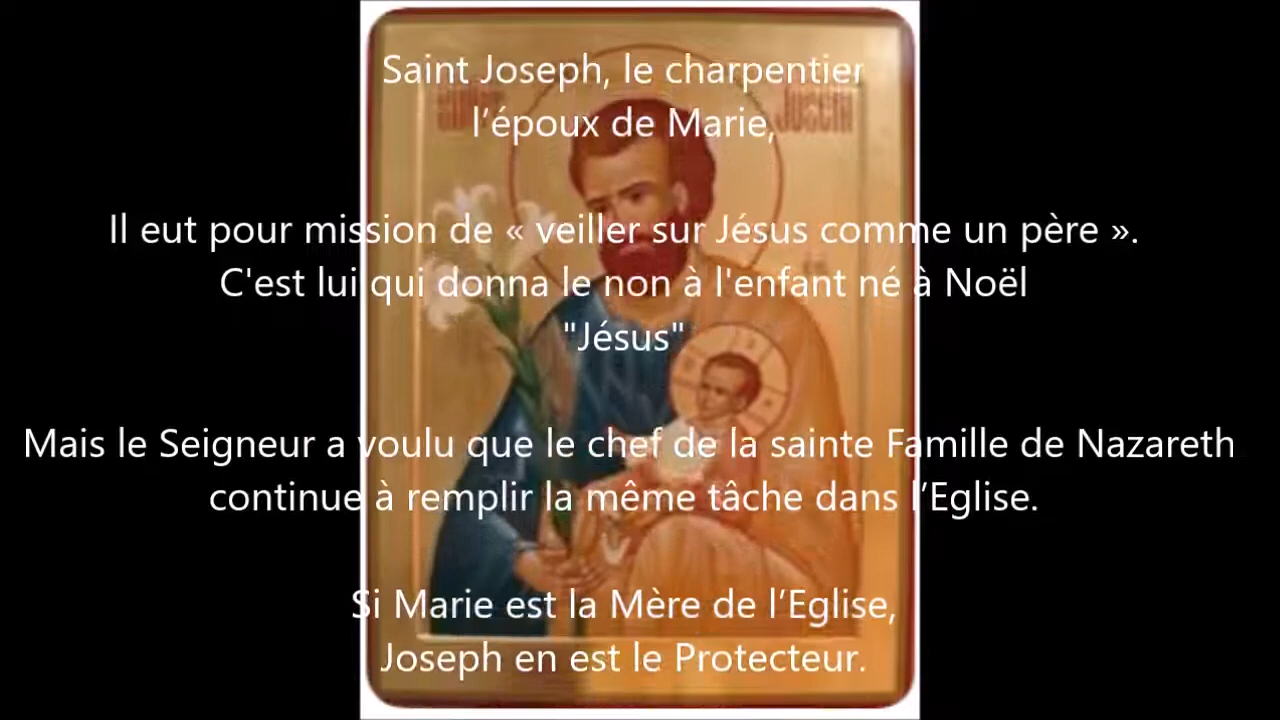 Saint Joseph, le charpentier
l’époux de Marie,
Il eut pour mission de « veiller sur Jésus comme un père ».
C'est lui qui donna le non à l'enfant né à Noël
"Jésus"
Mais le Seigneur a voulu que le chef de la sainte Famille de Nazareth
continue à remplir la même tâche dans l’Eglise.
Si Marie est la Mère de l’Eglise,
Joseph en est le Protecteur.